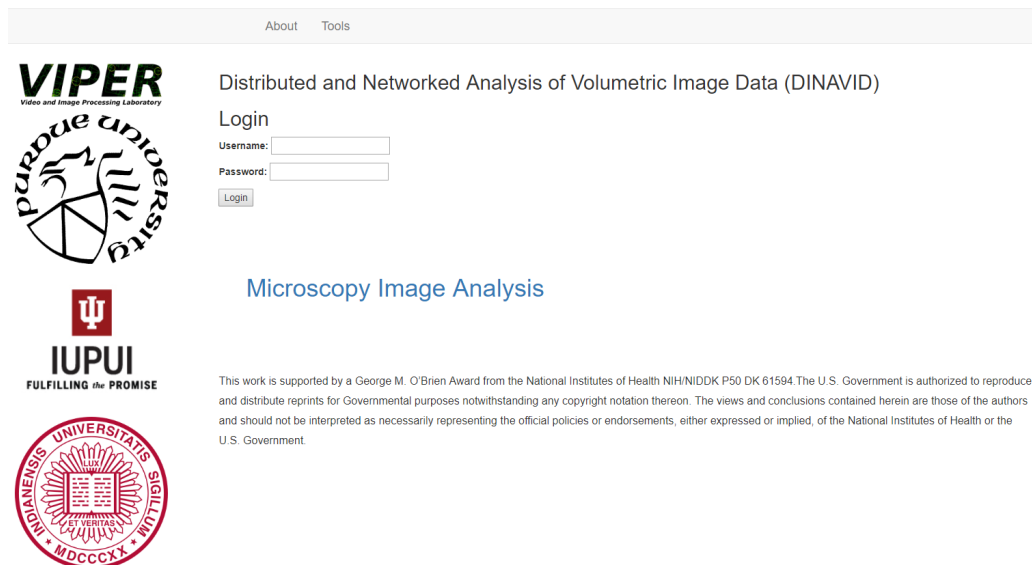 About Tools
VIPER
Video and Image Processing Laboratory
PURDUE UNIVERSITY
IUPUI
FULFILLING the PROMISE
INDIANENSIS UNIVERSITATIS SIGILLUM
LUX
ET VERITAS
MDCCCXX
Distributed and Networked Analysis of Volumetric Image Data (DINAVID)
Login
Username:
Password:
Login
Microscopy Image Analysis
This work is supported by a George M. O'Brien Award from the National Institutes of Health NIH/NIDDK P50 DK 61594.The U.S. Government is authorized to reproduce
and distribute reprints for Governmental purposes notwithstanding any copyright notation thereon. The views and conclusions contained herein are those of the authors
and should not be interpreted as necessarily representing the official policies or endorsements, either expressed or implied, of the National Institutes of Health or the
U.S. Government.